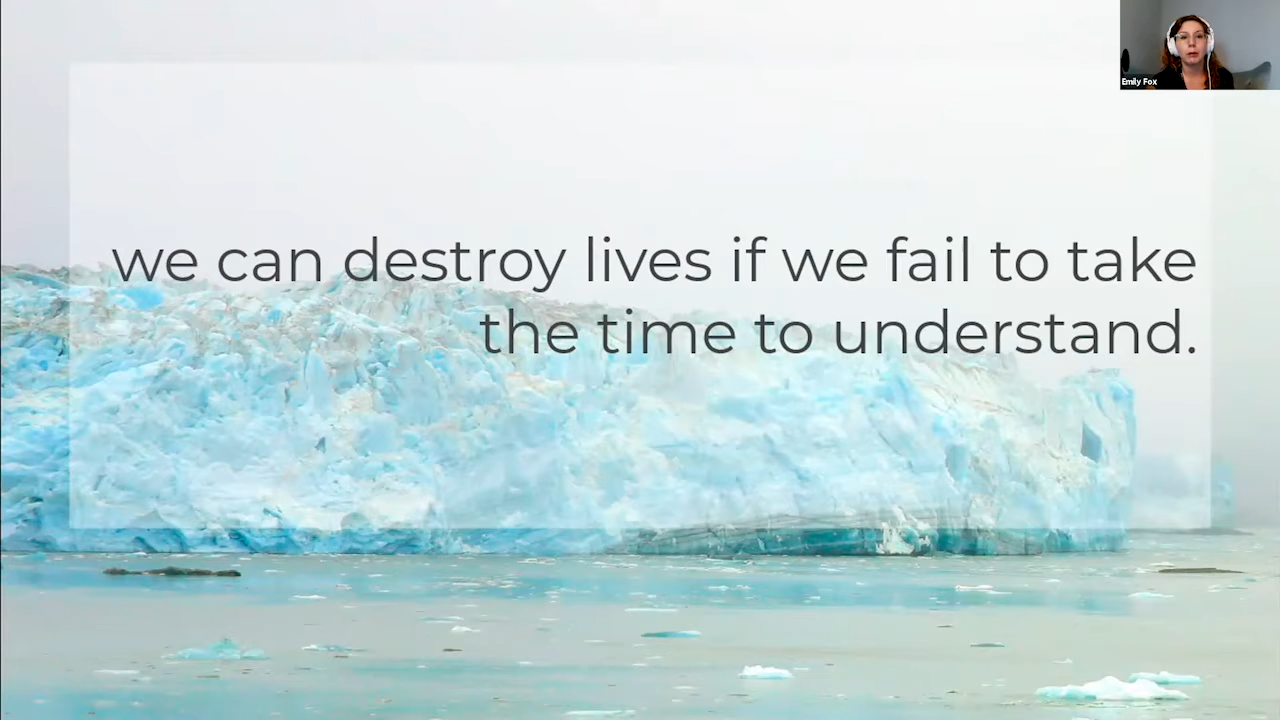 Emily Fox
we can destroy lives if we fail to take
the time to understand.